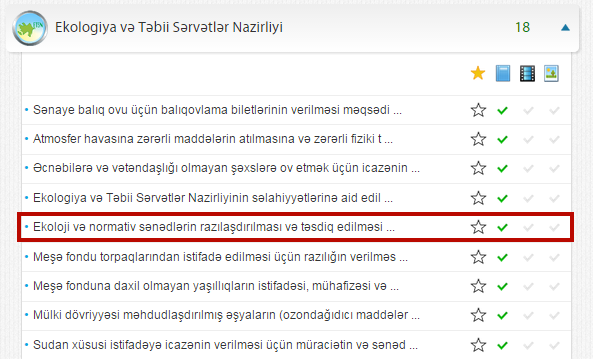 Ekologiya və Təbii Sərvətlər Nazirliyi 18
Sənaye balıq ovu üçün balıqovlama biletlərinin verilməsi məqsədi ...
Atmosfer havasına zərərli maddələrin atılmasına və zərərli fiziki t ...
Əcnəbilərə və vətəndaşlığı olmayan şəxslərə ov etmək üçün icazənin ...
Ekologiya və Təbii Sərvətlər Nazirliyinin səlahiyyətlərinə aid edil ...
Ekoloji və normativ sənədlərin razılaşdırılması və təsdiq edilməsi ...
Meşə fondu torpaqlarından istifadə edilməsi üçün razılığın verilməs ...
Meşə fonduna daxil olmayan yaşıllıqların istifadəsi, mühafizəsi və ...
Mülki dövriyyəsi məhdudlaşdırılmış əşyaların (ozondağıdıcı maddələr ...
Sudan xüsusi istifadəyə icazənin verilməsi üçün müraciətin və sənəd ...